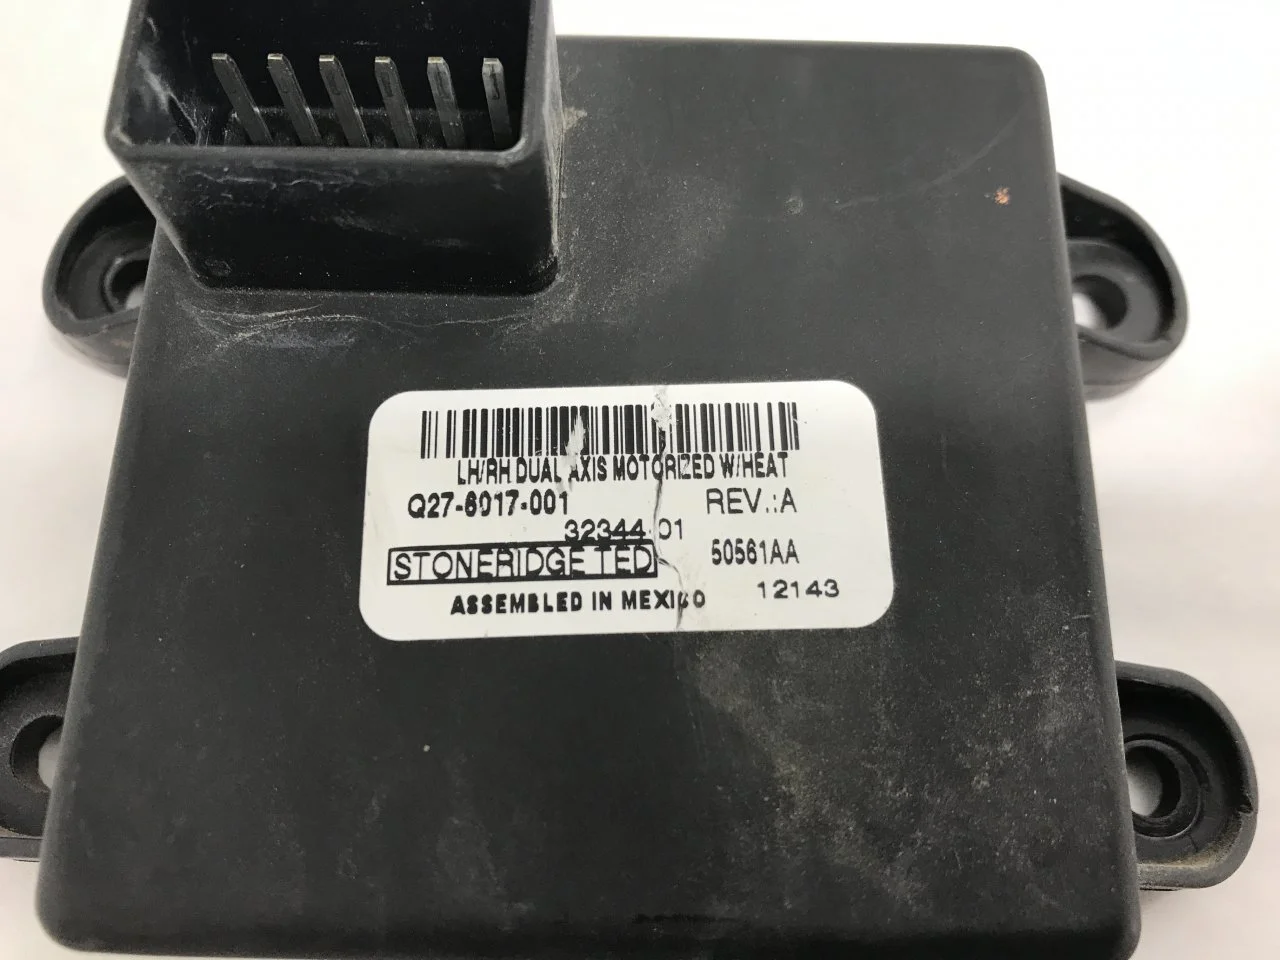 LH/RH DUAL AXIS MOTORIZED W/HEAT
Q27-6017-001 REV.:A
32344-01
STONERIDGE TED 50561AA
ASSEMBLED IN MEXICO 12143